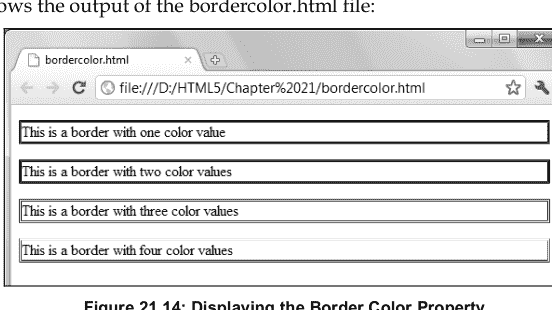 ows the output of the bordercolor.html file:
bordercolor.html
file:///D:/HTML5/Chapter%2021/bordercolor.html
This is a border with one color value
This is a border with two color values
This is a border with three color values
This is a border with four color values
Figure 21.14: Displaying the Border Color Property